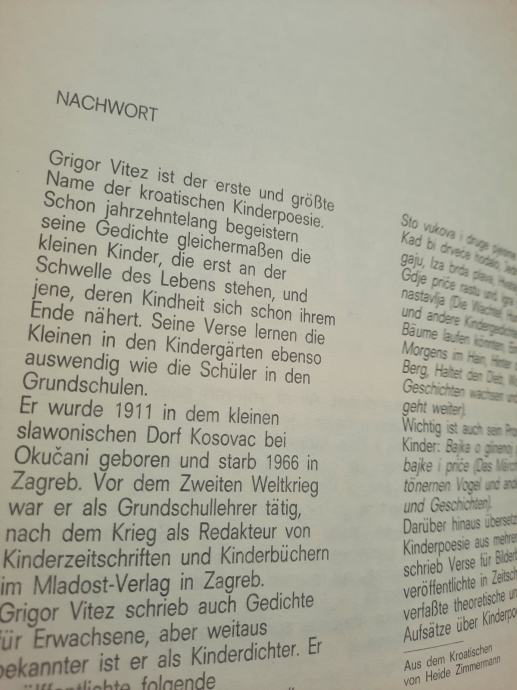 NACHWORT
Grigor Vitez ist der erste und größte
Name der kroatischen Kinderpoesie.
Schon jahrzehntelang begeistern
seine Gedichte gleichermaßen die
kleinen Kinder, die erst an der
Schwelle des Lebens stehen, und
jene, deren Kindheit sich schon ihrem
Ende nähert. Seine Verse lernen die
Kleinen in den Kindergärten ebenso
auswendig wie die Schüler in den
Grundschulen.
Er wurde 1911 in dem kleinen
slawonischen Dorf Kosovac bei
Okučani geboren und starb 1966 in
Zagreb. Vor dem Zweiten Weltkrieg
war er als Grundschullehrer tätig,
nach dem Krieg als Redakteur von
Kinderzeitschriften und Kinderbüchern
im Mladost-Verlag in Zagreb.
Grigor Vitez schrieb auch Gedichte
für Erwachsene, aber weitaus
bekannter ist er als Kinderdichter. Er
folgende
Sto vukova i druge pjesme
Kad bi drveće hodalo,
gaju, Iza brda plava,
Gdje priče rastu und
nastavlja (Die Wachtel,
und andere Kindergedichte
Bäume laufen könnten,
Morgens im Hain, Hinter
Berg, Haltet den Dieb,
Geschichten wachsen und
geht weiter).
Wichtig ist auch sein
Kinder: Bajka o
bajke i priče (Das
tönernen Vogel und
und Geschichten).
Darüber hinaus
Kinderpoesie aus
schrieb Verse für
veröffentlichte in
verfaßte theoretische
Aufsätze über
Aus dem Kroatischen
von Heide Zimmermann